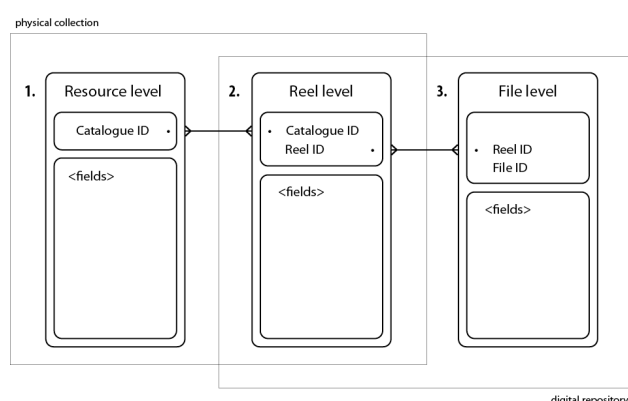 physical collection
1. Resource level
Catalogue ID
<fields>
2. Reel level
Catalogue ID
Reel ID
<fields>
3. File level
Reel ID
File ID
<fields>
digital repository